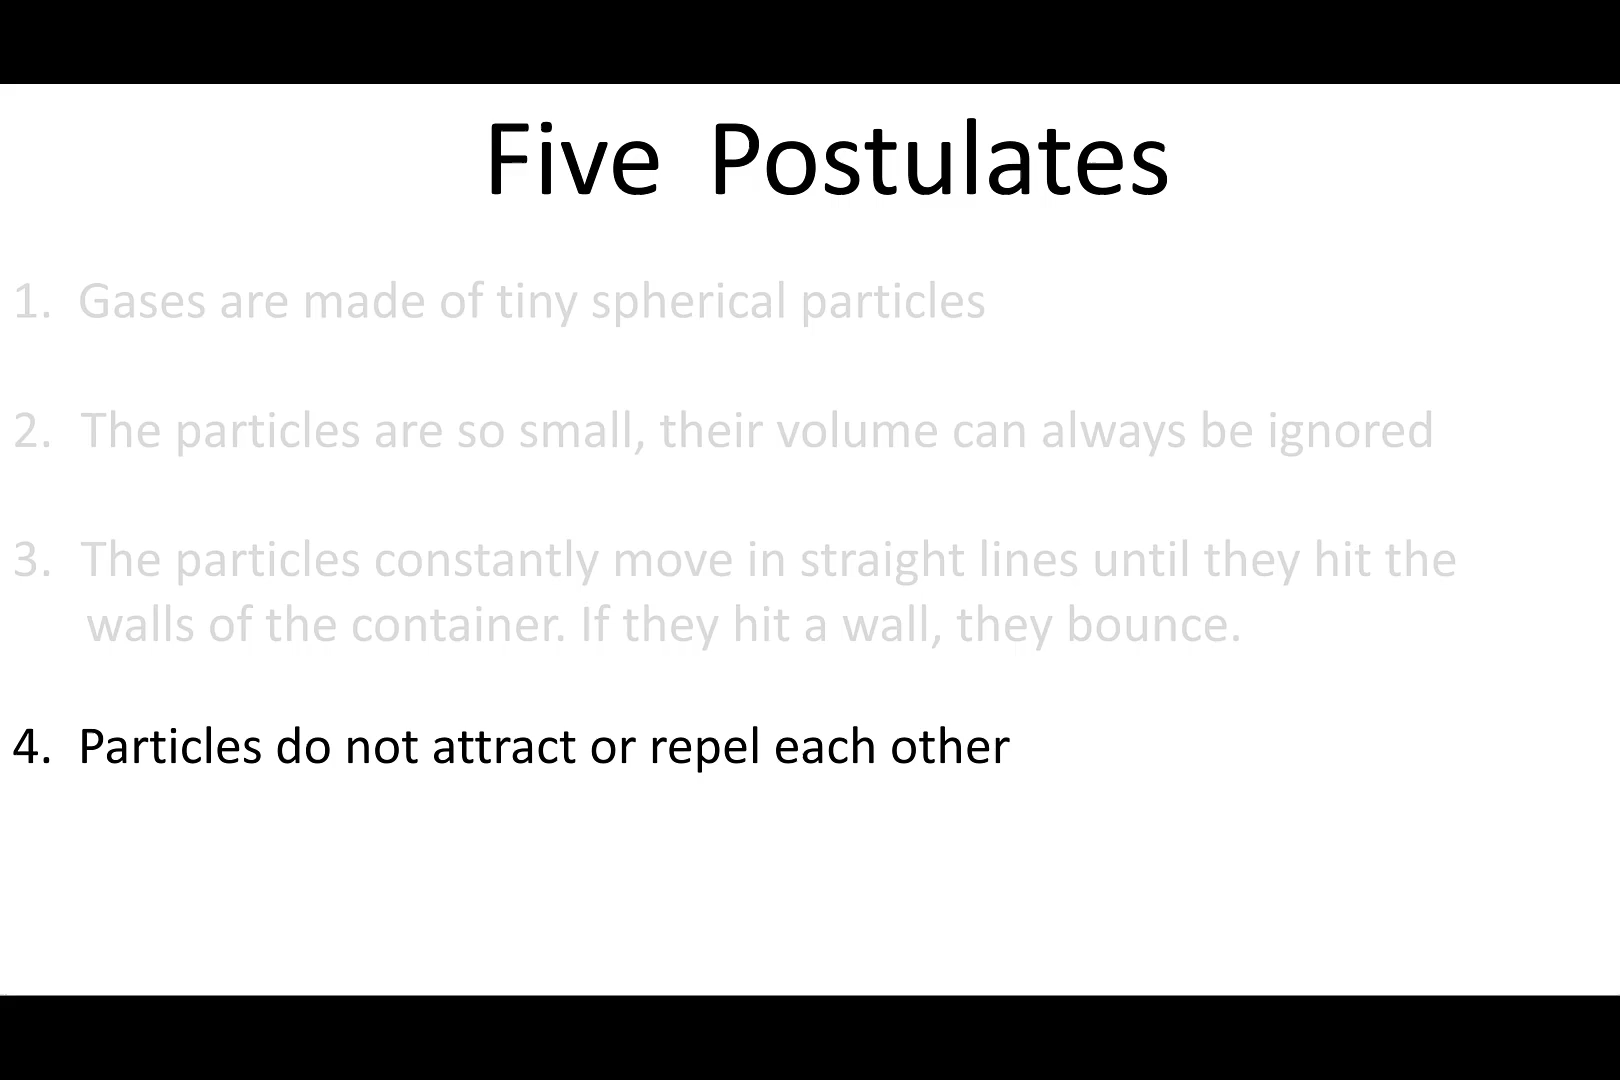 Five Postulates
1. Gases are made of tiny spherical particles
2. The particles are so small, their volume can always be ignored
3. The particles constantly move in straight lines until they hit the
walls of the container. If they hit a wall, they bounce.
4. Particles do not attract or repel each other